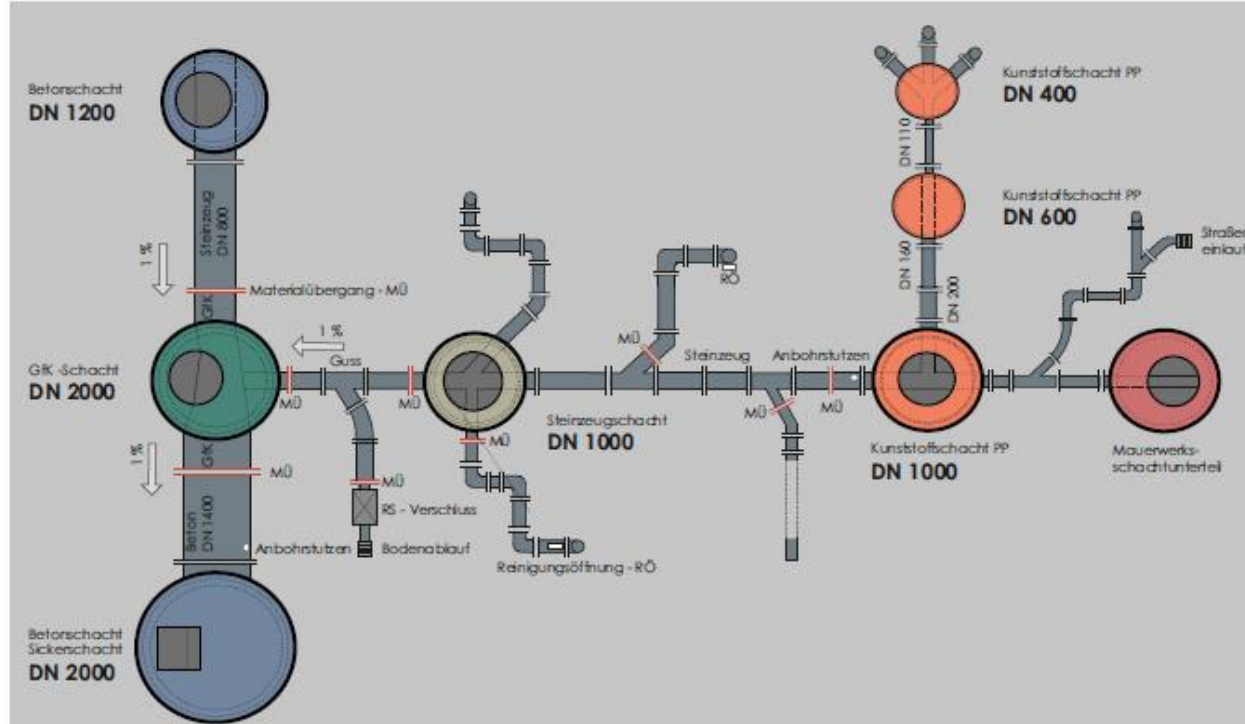 Betonschacht
DN 1200
Kunststoffschacht PP
DN 400
DN 110
Kunststoffschacht PP
DN 600
Steinzeug
DN 800
1 %
Straßen
einlauf
DN 160
DN 200
RÖ
Materialübergang - MÜ
GfK
1 %
Guss
MÜ
Steinzeug
Anbohrstutzen
GfK -Schacht
DN 2000
MÜ
MÜ
MÜ
MÜ
Steinzeugschacht
DN 1000
MÜ
Kunststoffschacht PP
DN 1000
Mauerwerks-
schachtunterteil
1 %
GfK
MÜ
MÜ
RS - Verschluss
Beton
DN 1400
Anbohrstutzen
Bodenablauf
Reinigungsöffnung - RÖ
Betonschacht
Sickerschacht
DN 2000